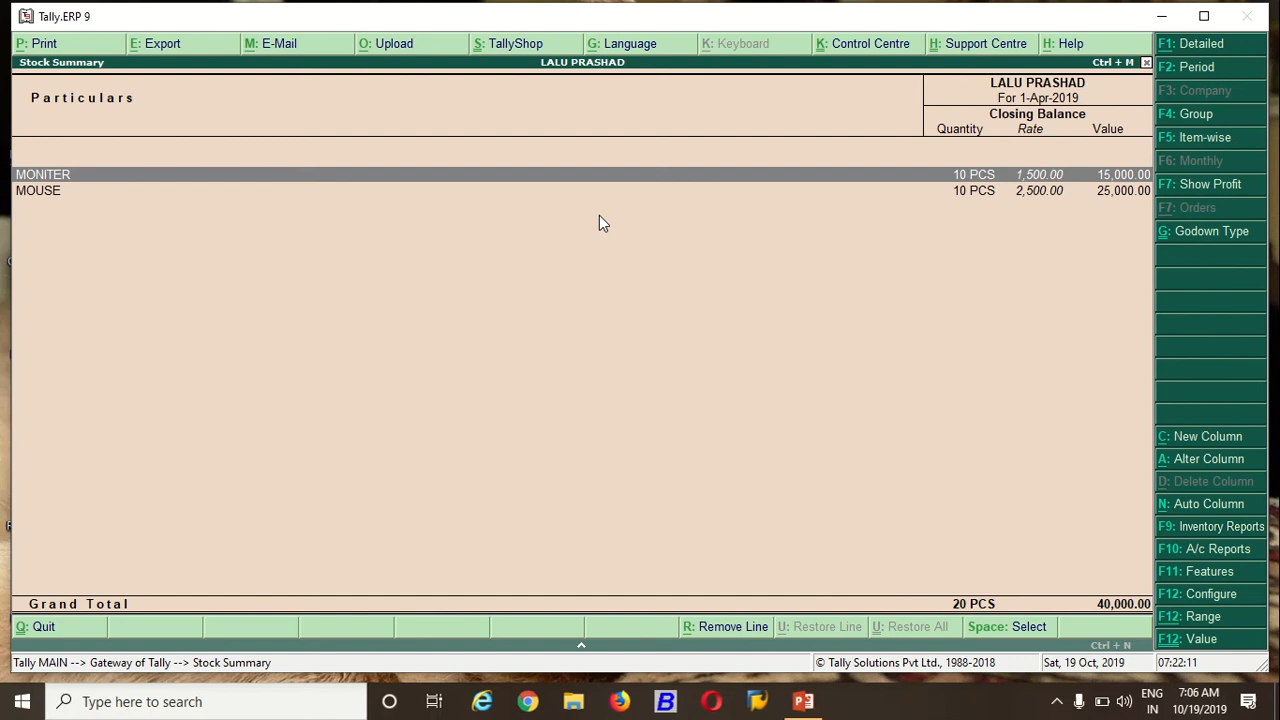 Tally.ERP 9
P: Print E: Export M: E-Mail O: Upload S: TallyShop G: Language K: Keyboard K: Control Centre H: Support Centre H: Help
Stock Summary LALU PRASHAD Ctrl + M
Particulars
LALU PRASHAD
For 1-Apr-2019
Closing Balance
Quantity Rate Value
MONITER 10 PCS 1,500.00 15,000.00
MOUSE 10 PCS 2,500.00 25,000.00
Grand Total 20 PCS 40,000.00
Q: Quit R: Remove Line U: Restore Line U: Restore All Space: Select
Ctrl + N
Tally MAIN --> Gateway of Tally --> Stock Summary © Tally Solutions Pvt Ltd., 1988-2018 Sat, 19 Oct, 2019 07:22:11
F1: Detailed
F2: Period
F3: Company
F4: Group
F5: Item-wise
F6: Monthly
F7: Show Profit
F7: Orders
G: Godown Type
C: New Column
A: Alter Column
D: Delete Column
N: Auto Column
F9: Inventory Reports
F10: A/c Reports
F11: Features
F12: Configure
F12: Range
F12: Value
Type here to search
B
ENG
IN
7:06 AM
10/19/2019